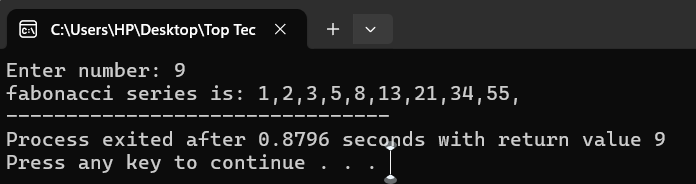 C:\Users\HP\Desktop\Top Tec
Enter number: 9
fabonacci series is: 1,2,3,5,8,13,21,34,55,
--------------------------------
Process exited after 0.8796 seconds with return value 9
Press any key to continue . . .